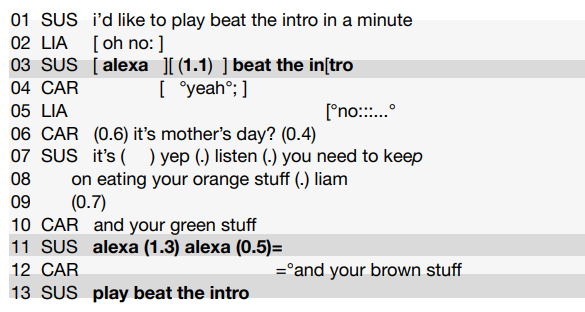 01 SUS i'd like to play beat the intro in a minute
02 LIA [ oh no: ]
03 SUS [ alexa ][ (1.1) ] beat the in[tro
04 CAR [ °yeah°; ]
05 LIA [°no:::...°
06 CAR (0.6) it's mother's day? (0.4)
07 SUS it's ( ) yep (.) listen (.) you need to keep
08 on eating your orange stuff (.) liam
09 (0.7)
10 CAR and your green stuff
11 SUS alexa (1.3) alexa (0.5)=
12 CAR =°and your brown stuff
13 SUS play beat the intro